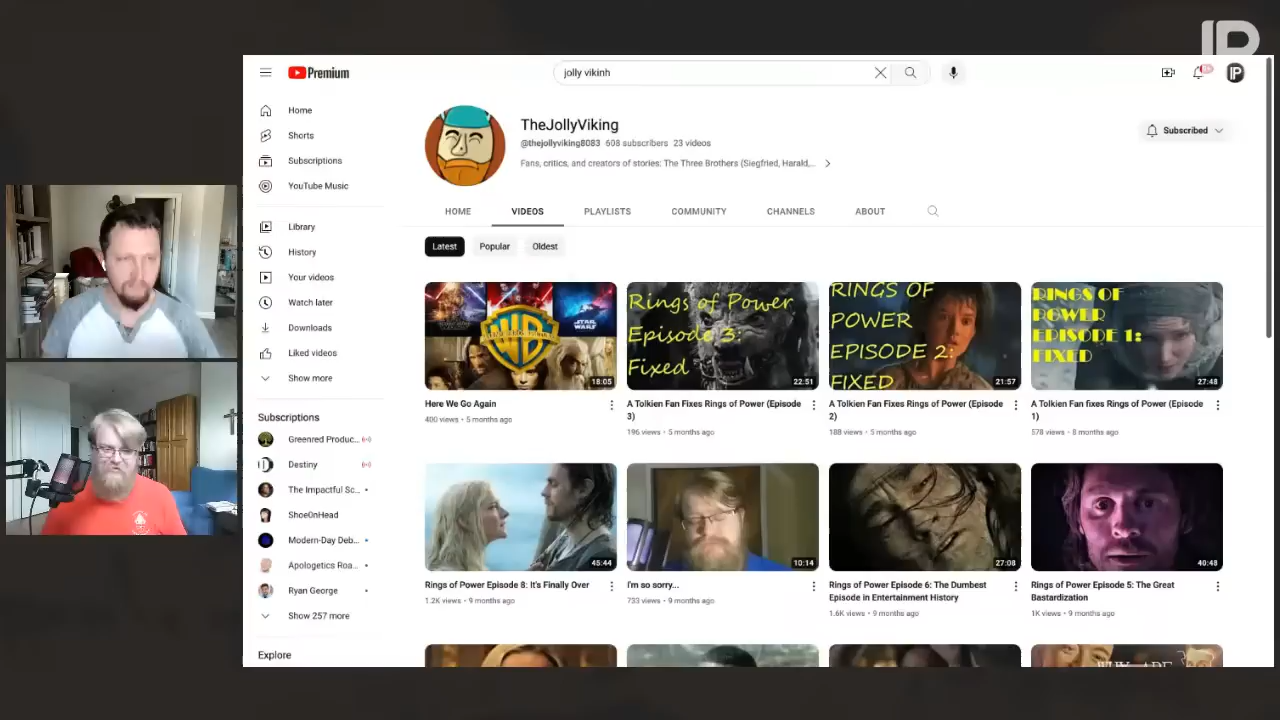 IP
Premium
jolly vikinh
IP
Home
Shorts
Subscriptions
YouTube Music
Library
History
Your videos
Watch later
Downloads
Liked videos
Show more
Subscriptions
Greenred Produc...
Destiny
The Impactful Sc...
Shoe0nHead
Modern-Day Deb...
Apologetics Roa...
Ryan George
Show 257 more
Explore
TheJollyViking
@thejollyviking8083 608 subscribers 23 videos
Fans, critics, and creators of stories: The Three Brothers (Siegfried, Harald,...
Subscribed
HOME VIDEOS PLAYLISTS COMMUNITY CHANNELS ABOUT
Latest Popular Oldest
STAR WARS
WB
18:05
Here We Go Again
400 views • 5 months ago
Rings of Power
Episode 3:
Fixed
22:51
A Tolkien Fan Fixes Rings of Power (Episode
3)
196 views • 5 months ago
RINGS OF
POWER
EPISODE 2:
FIXED
21:57
A Tolkien Fan Fixes Rings of Power (Episode
2)
188 views • 5 months ago
RINGS OF
POWER
EPISODE 1:
FIXED
27:48
A Tolkien Fan fixes Rings of Power (Episode
1)
578 views • 8 months ago
45:44
Rings of Power Episode 8: It's Finally Over
1.2K views • 9 months ago
10:14
I'm so sorry...
733 views • 9 months ago
27:08
Rings of Power Episode 6: The Dumbest
Episode in Entertainment History
1.6K views • 9 months ago
40:48
Rings of Power Episode 5: The Great
Bastardization
1K views • 9 months ago
WHY ARE